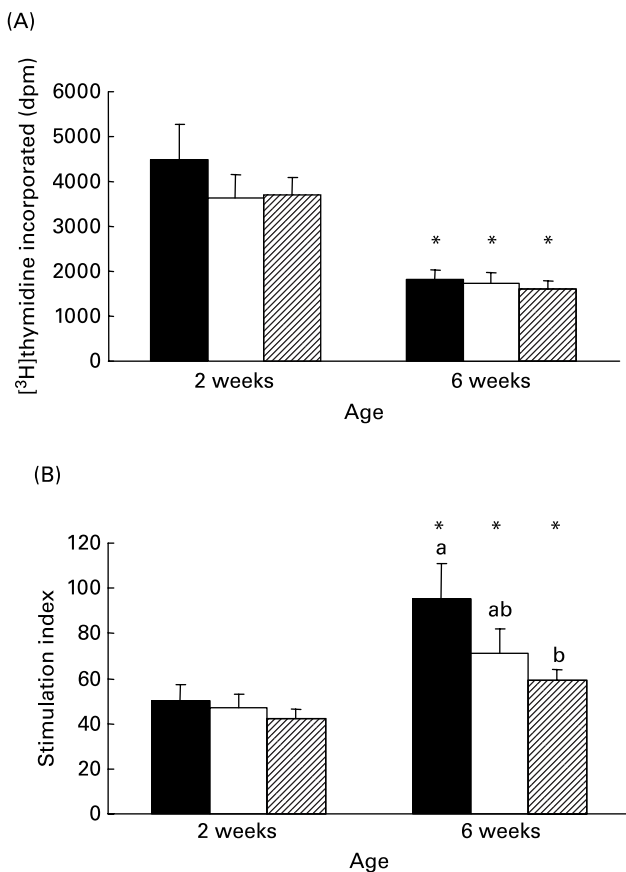 (A)
[³H]thymidine incorporated (dpm)
6000
5000
4000
3000
2000
1000
0
* * *
2 weeks 6 weeks
Age
(B)
Stimulation index
120
100
80
60
40
20
0
* * *
a
ab
b
2 weeks 6 weeks
Age